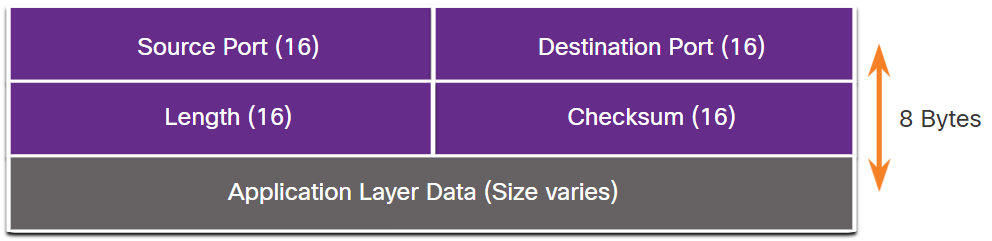 Source Port (16)
Destination Port (16)
Length (16)
Checksum (16)
8 Bytes
Application Layer Data (Size varies)